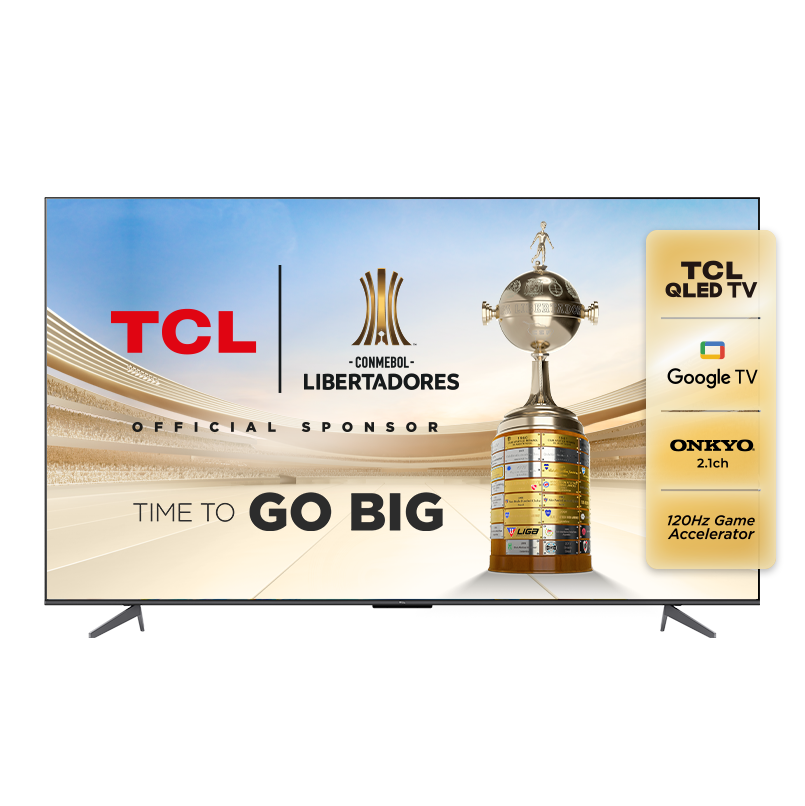 TCL
- CONMEBOL -
LIBERTADORES
OFFICIAL SPONSOR
TIME TO GO BIG
LIGA
TCL
QLED TV
Google TV
ONKYO
2.1ch
120Hz Game
Accelerator